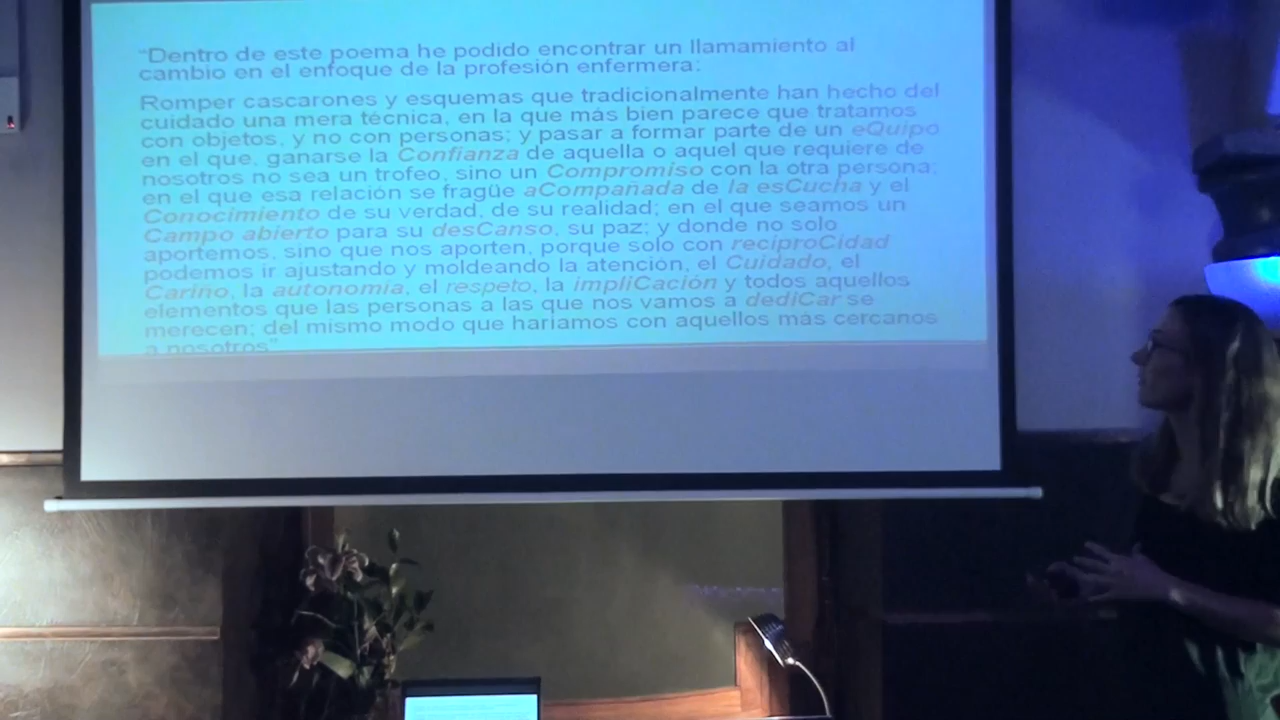 "Dentro de este poema he podido encontrar un llamamiento al
cambio en el enfoque de la profesión enfermera:
Romper cascarones y esquemas que tradicionalmente han hecho del
cuidado una mera técnica, en la que más bien parece que tratamos
con objetos, y no con personas; y pasar a formar parte de un eQuipo
en el que, ganarse la Confianza de aquella o aquel que requiere de
nosotros no sea un trofeo, sino un Compromiso con la otra persona;
en el que esa relación se fragüe aCompañada de la esCucha y el
Conocimiento de su verdad, de su realidad; en el que seamos un
Campo abierto para su desCanso, su paz; y donde no solo
aportemos, sino que nos aporten, porque solo con reciproCidad
podemos ir ajustando y moldeando la atención, el Cuidado, el
Cariño, la autonomía, el respeto, la impliCación y todos aquellos
elementos que las personas a las que nos vamos a dediCar se
merecen; del mismo modo que haríamos con aquellos más cercanos
a nosotros"